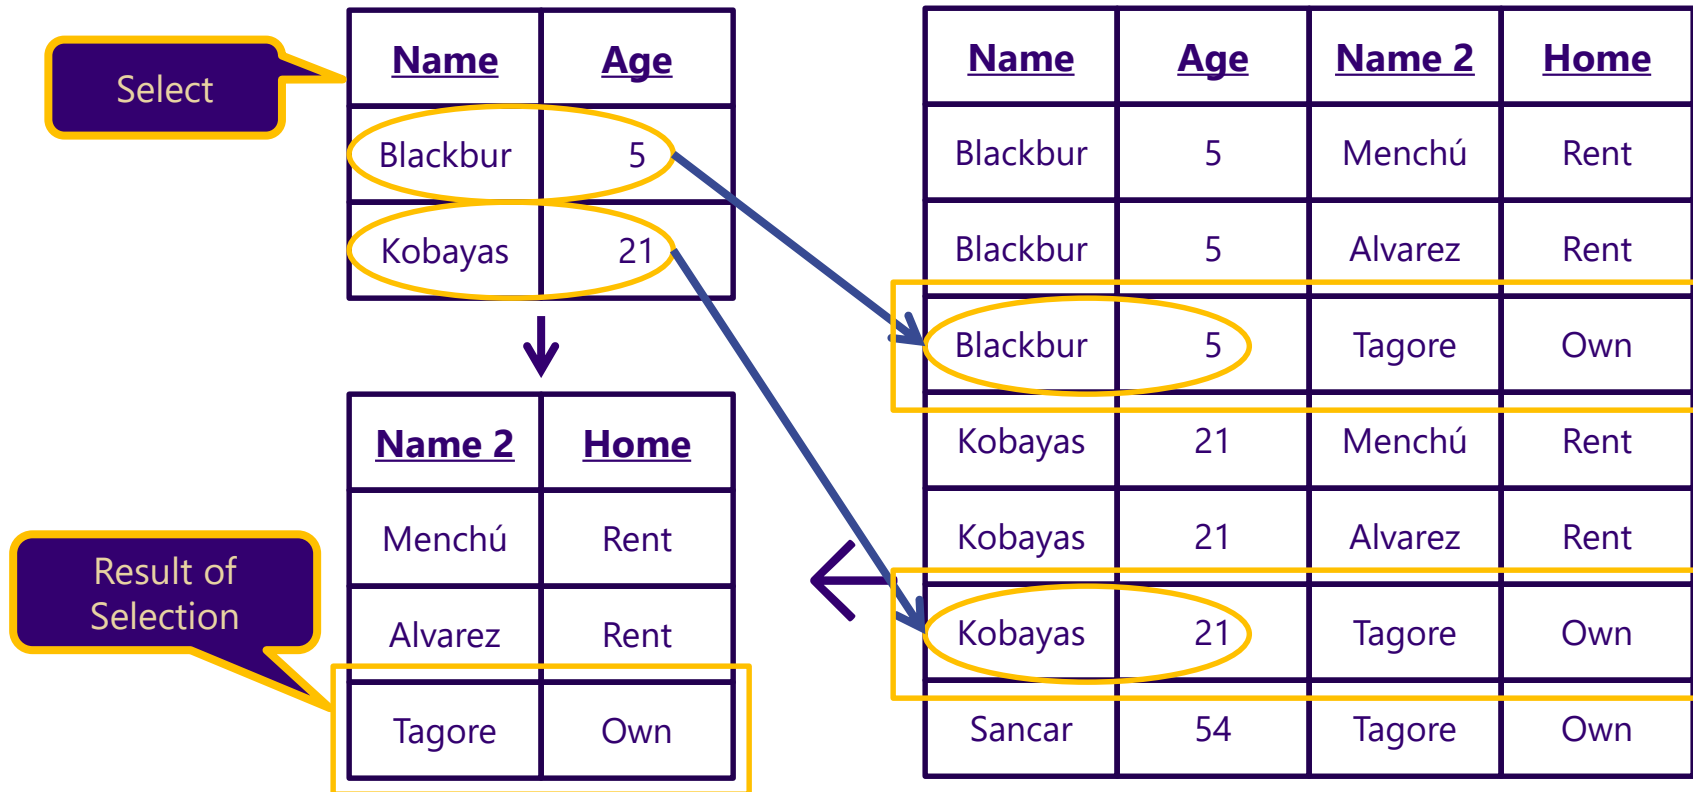 Select
Name Age
Blackbur 5
Kobayas 21
Name 2 Home
Menchú Rent
Alvarez Rent
Tagore Own
Result of
Selection
Name Age Name 2 Home
Blackbur 5 Menchú Rent
Blackbur 5 Alvarez Rent
Blackbur 5 Tagore Own
Kobayas 21 Menchú Rent
Kobayas 21 Alvarez Rent
Kobayas 21 Tagore Own
Sancar 54 Tagore Own